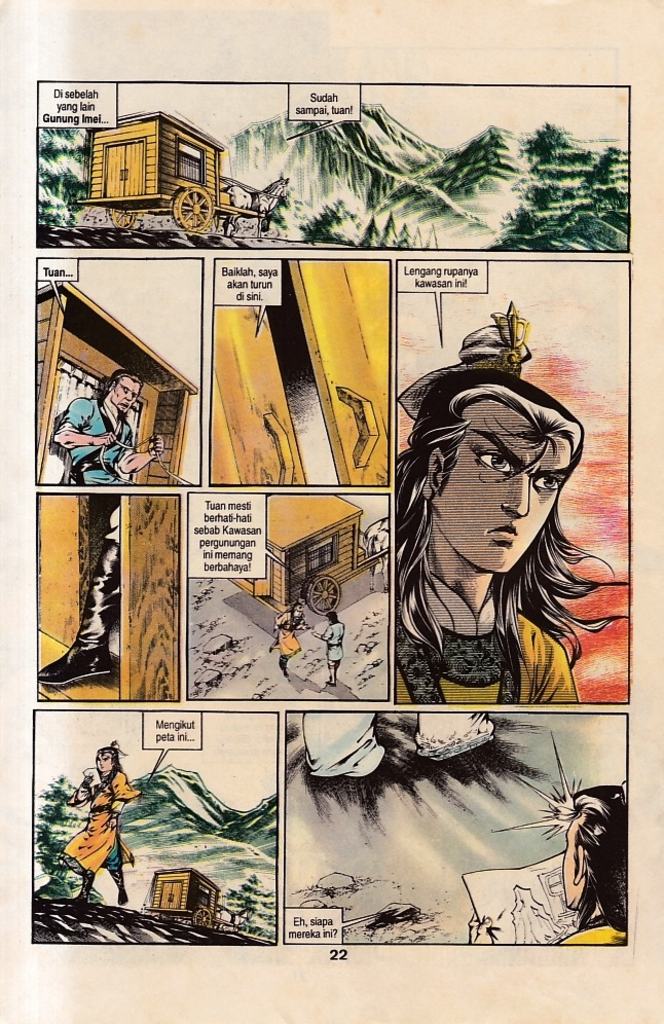 Di sebelah
yang lain
Gunung Imei...
Sudah
sampai, tuan!
Tuan...
Baiklah, saya
akan turun
di sini.
Lengang rupanya
kawasan ini!
Tuan mesti
berhati-hati
sebab Kawasan
pergunungan
ini memang
berbahaya!
Mengikut
peta ini...
Eh, siapa
mereka ini?
22